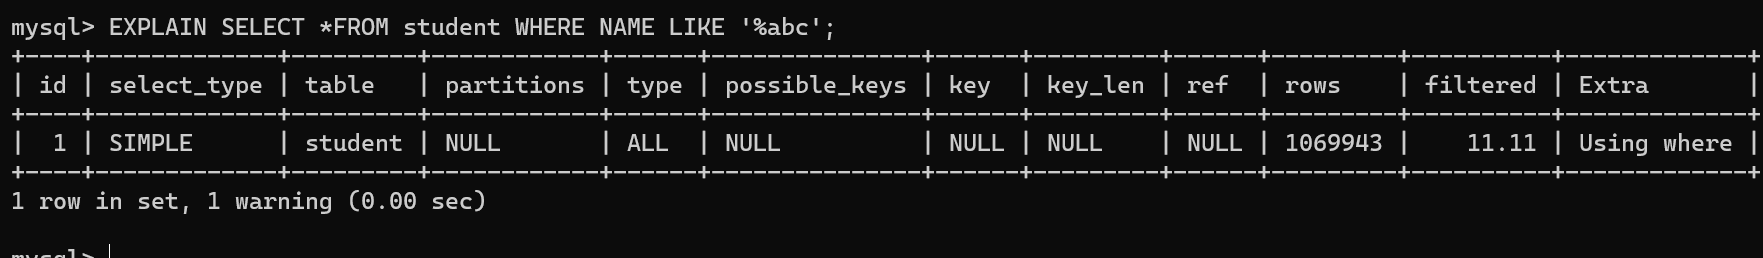 mysql> EXPLAIN SELECT *FROM student WHERE NAME LIKE '%abc';
+----+-------------+---------+------------+------+---------------+------+---------+------+---------+----------+-------------+
| id | select_type | table   | partitions | type | possible_keys | key  | key_len | ref  | rows    | filtered | Extra       |
+----+-------------+---------+------------+------+---------------+------+---------+------+---------+----------+-------------+
|  1 | SIMPLE      | student | NULL       | ALL  | NULL          | NULL | NULL    | NULL | 1069943 |    11.11 | Using where |
+----+-------------+---------+------------+------+---------------+------+---------+------+---------+----------+-------------+
1 row in set, 1 warning (0.00 sec)
mysql>